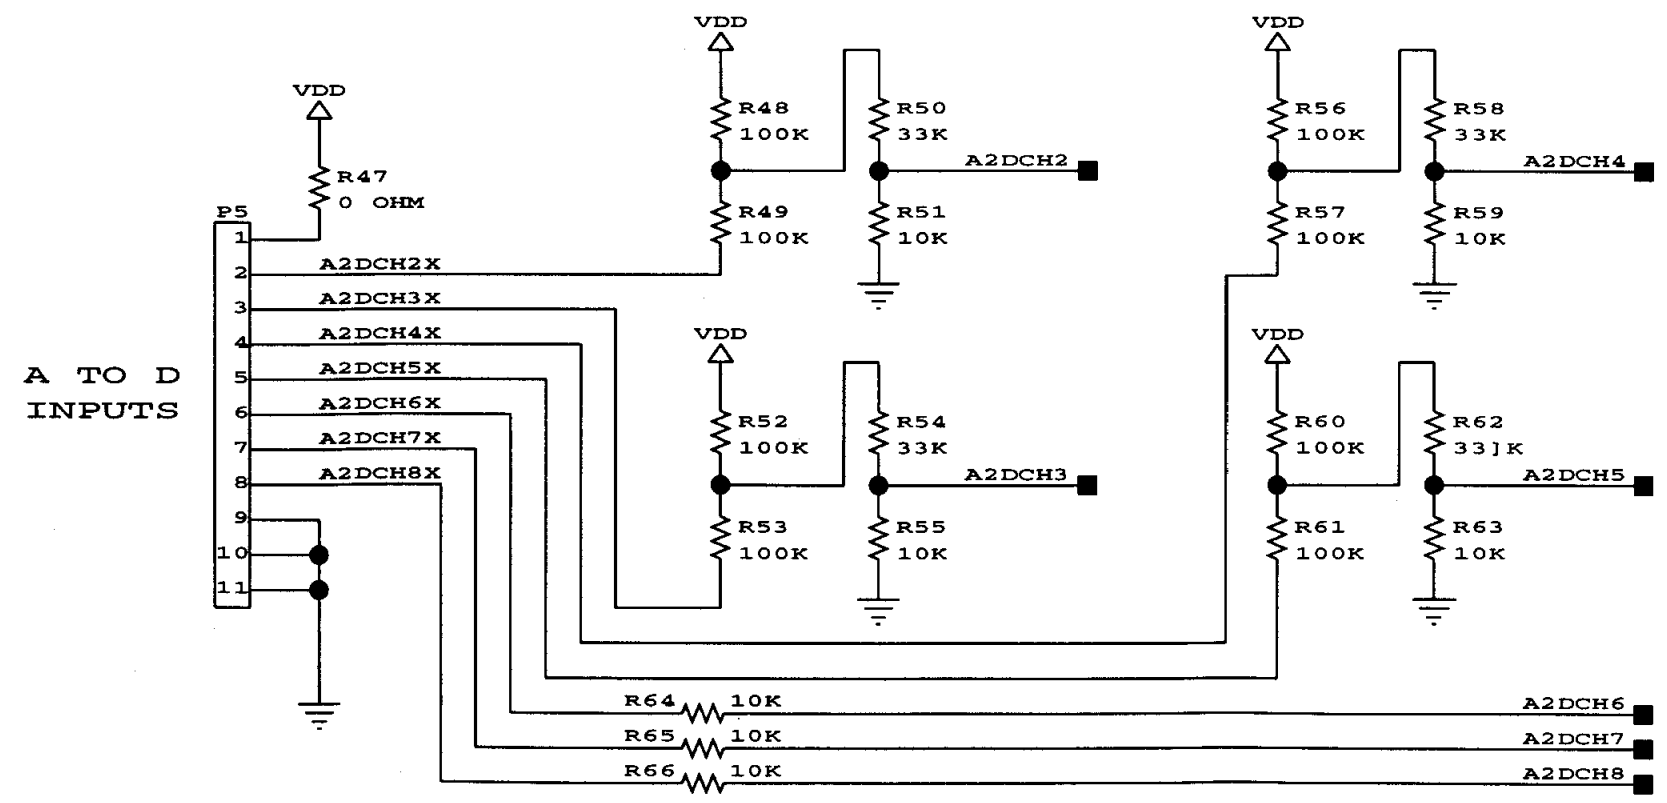 VDD
VDD
VDD
R48
100K
R50
33K
A2DCH2
R49
100K
R51
10K
R56
100K
R58
33K
A2DCH4
R57
100K
R59
10K
R47
0 OHM
P5
1
2
3
4
5
6
7
8
9
10
11
A2DCH2X
A2DCH3X
A2DCH4X
A2DCH5X
A2DCH6X
A2DCH7X
A2DCH8X
A TO D
INPUTS
VDD
VDD
R52
100K
R54
33K
A2DCH3
R53
100K
R55
10K
R60
100K
R62
33]K
A2DCH5
R61
100K
R63
10K
R64 10K
A2DCH6
R65 10K
A2DCH7
R66 10K
A2DCH8